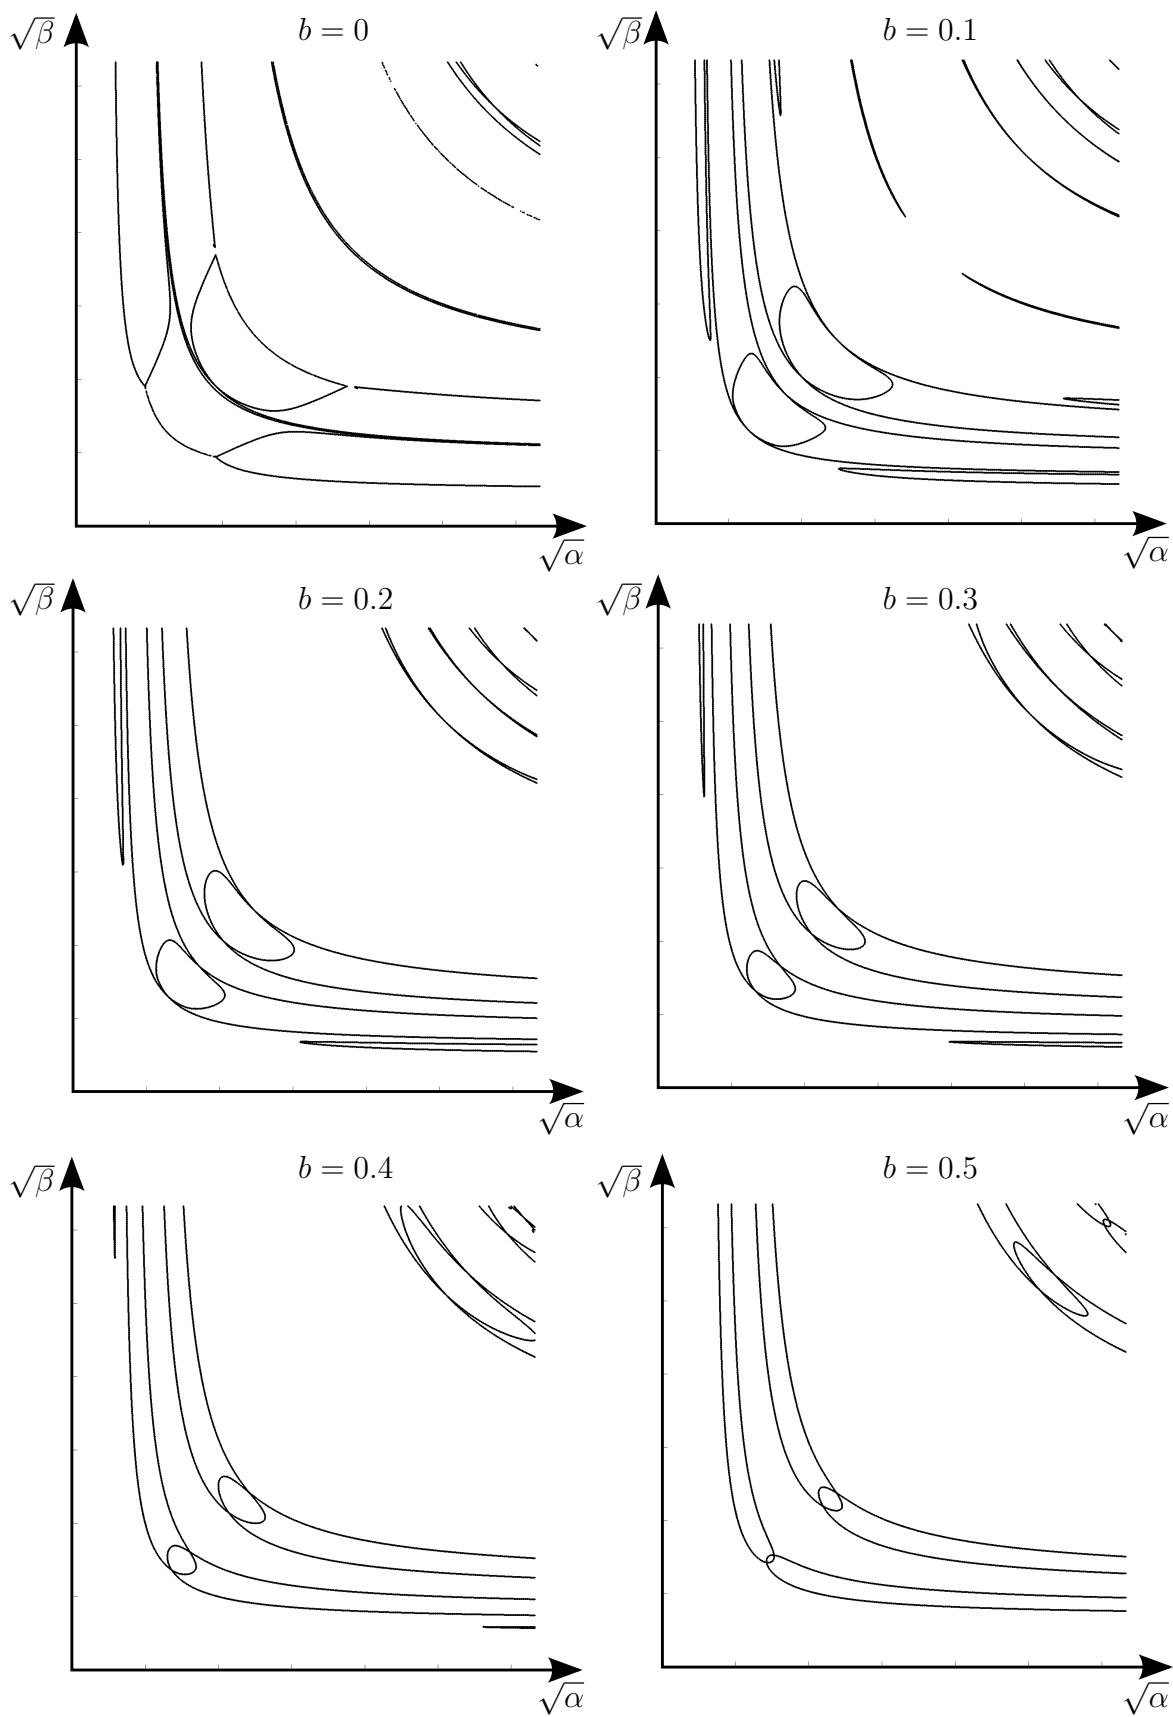 √β b = 0 √β b = 0.1
√α √α
√β b = 0.2 √β b = 0.3
√α √α
√β b = 0.4 √β b = 0.5
√α √α